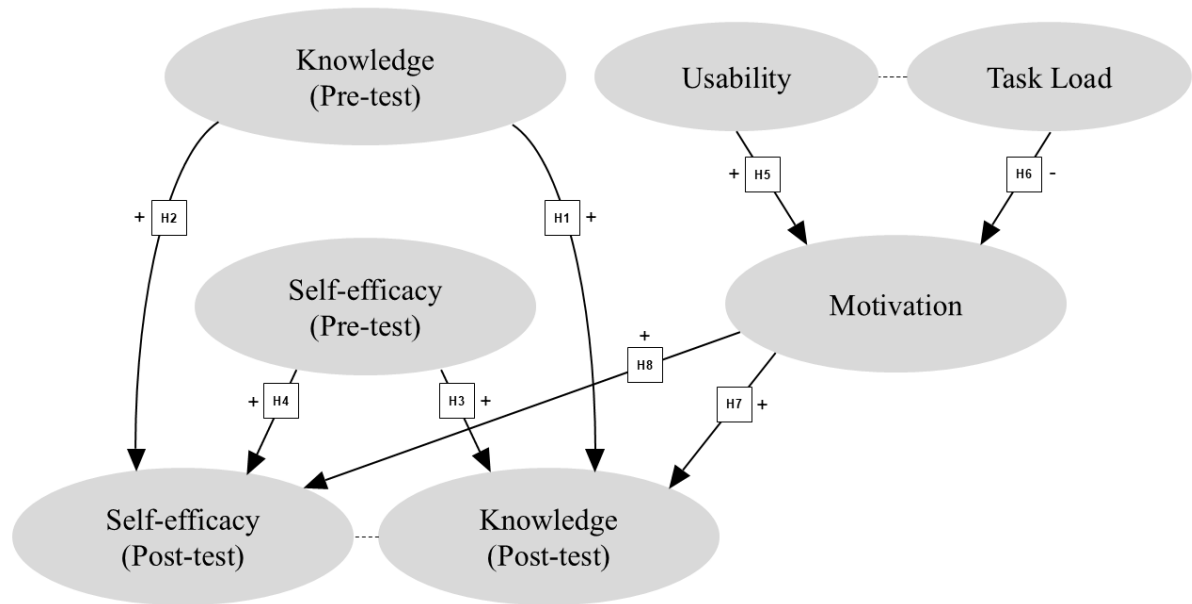 Knowledge
(Pre-test)
Usability
Task Load
+ H5
H6 -
+ H2
H1 +
Self-efficacy
(Pre-test)
Motivation
+
H8
+ H4
H3 +
H7 +
Self-efficacy
(Post-test)
Knowledge
(Post-test)